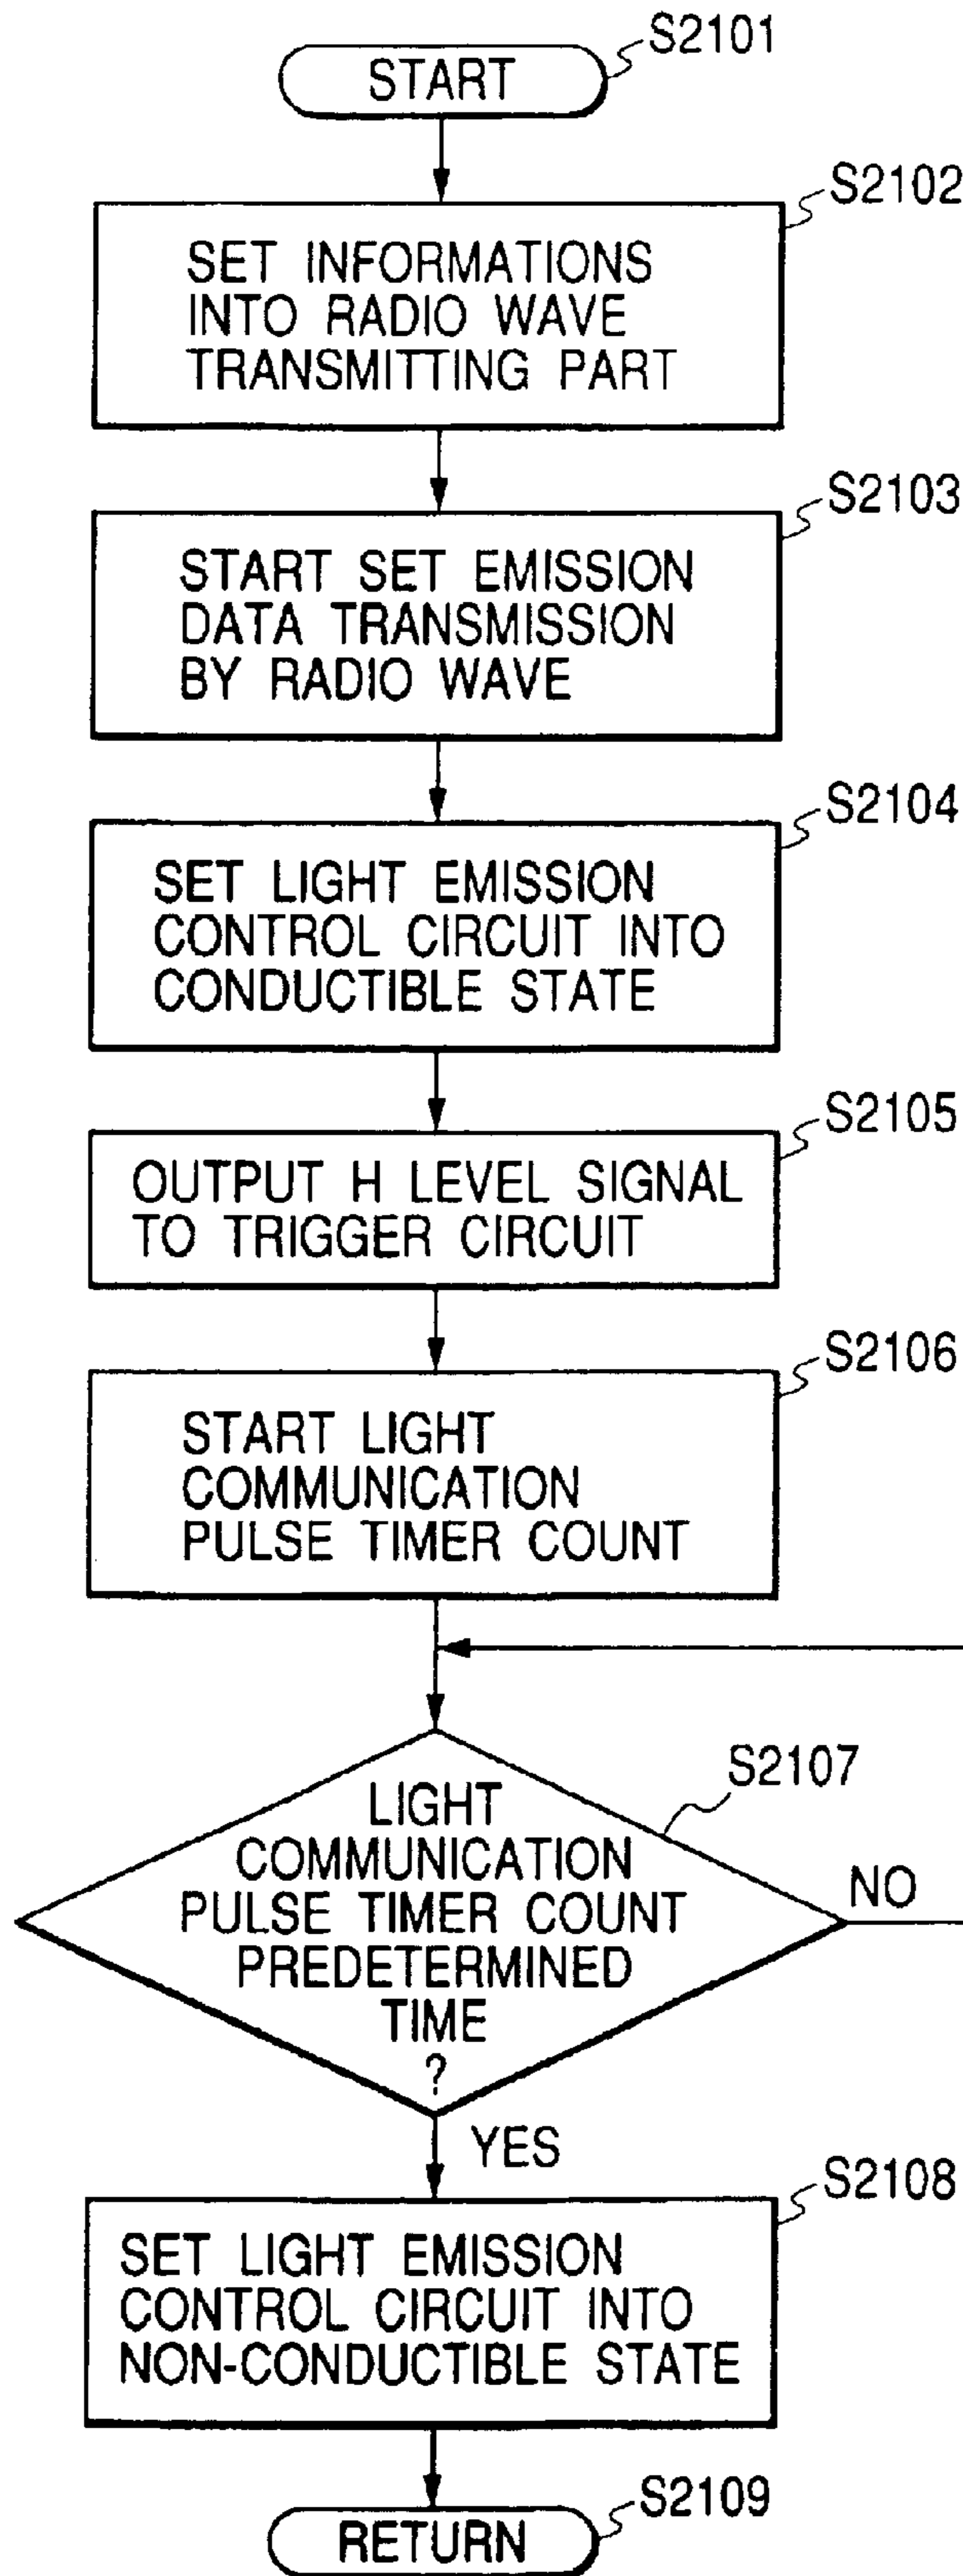 START
S2101
S2102
SET INFORMATIONS
INTO RADIO WAVE
TRANSMITTING PART
S2103
START SET EMISSION
DATA TRANSMISSION
BY RADIO WAVE
S2104
SET LIGHT EMISSION
CONTROL CIRCUIT INTO
CONDUCTIBLE STATE
S2105
OUTPUT H LEVEL SIGNAL
TO TRIGGER CIRCUIT
S2106
START LIGHT
COMMUNICATION
PULSE TIMER COUNT
S2107
LIGHT
COMMUNICATION
PULSE TIMER COUNT
PREDETERMINED
TIME
?
NO
YES
S2108
SET LIGHT EMISSION
CONTROL CIRCUIT INTO
NON-CONDUCTIBLE STATE
S2109
RETURN